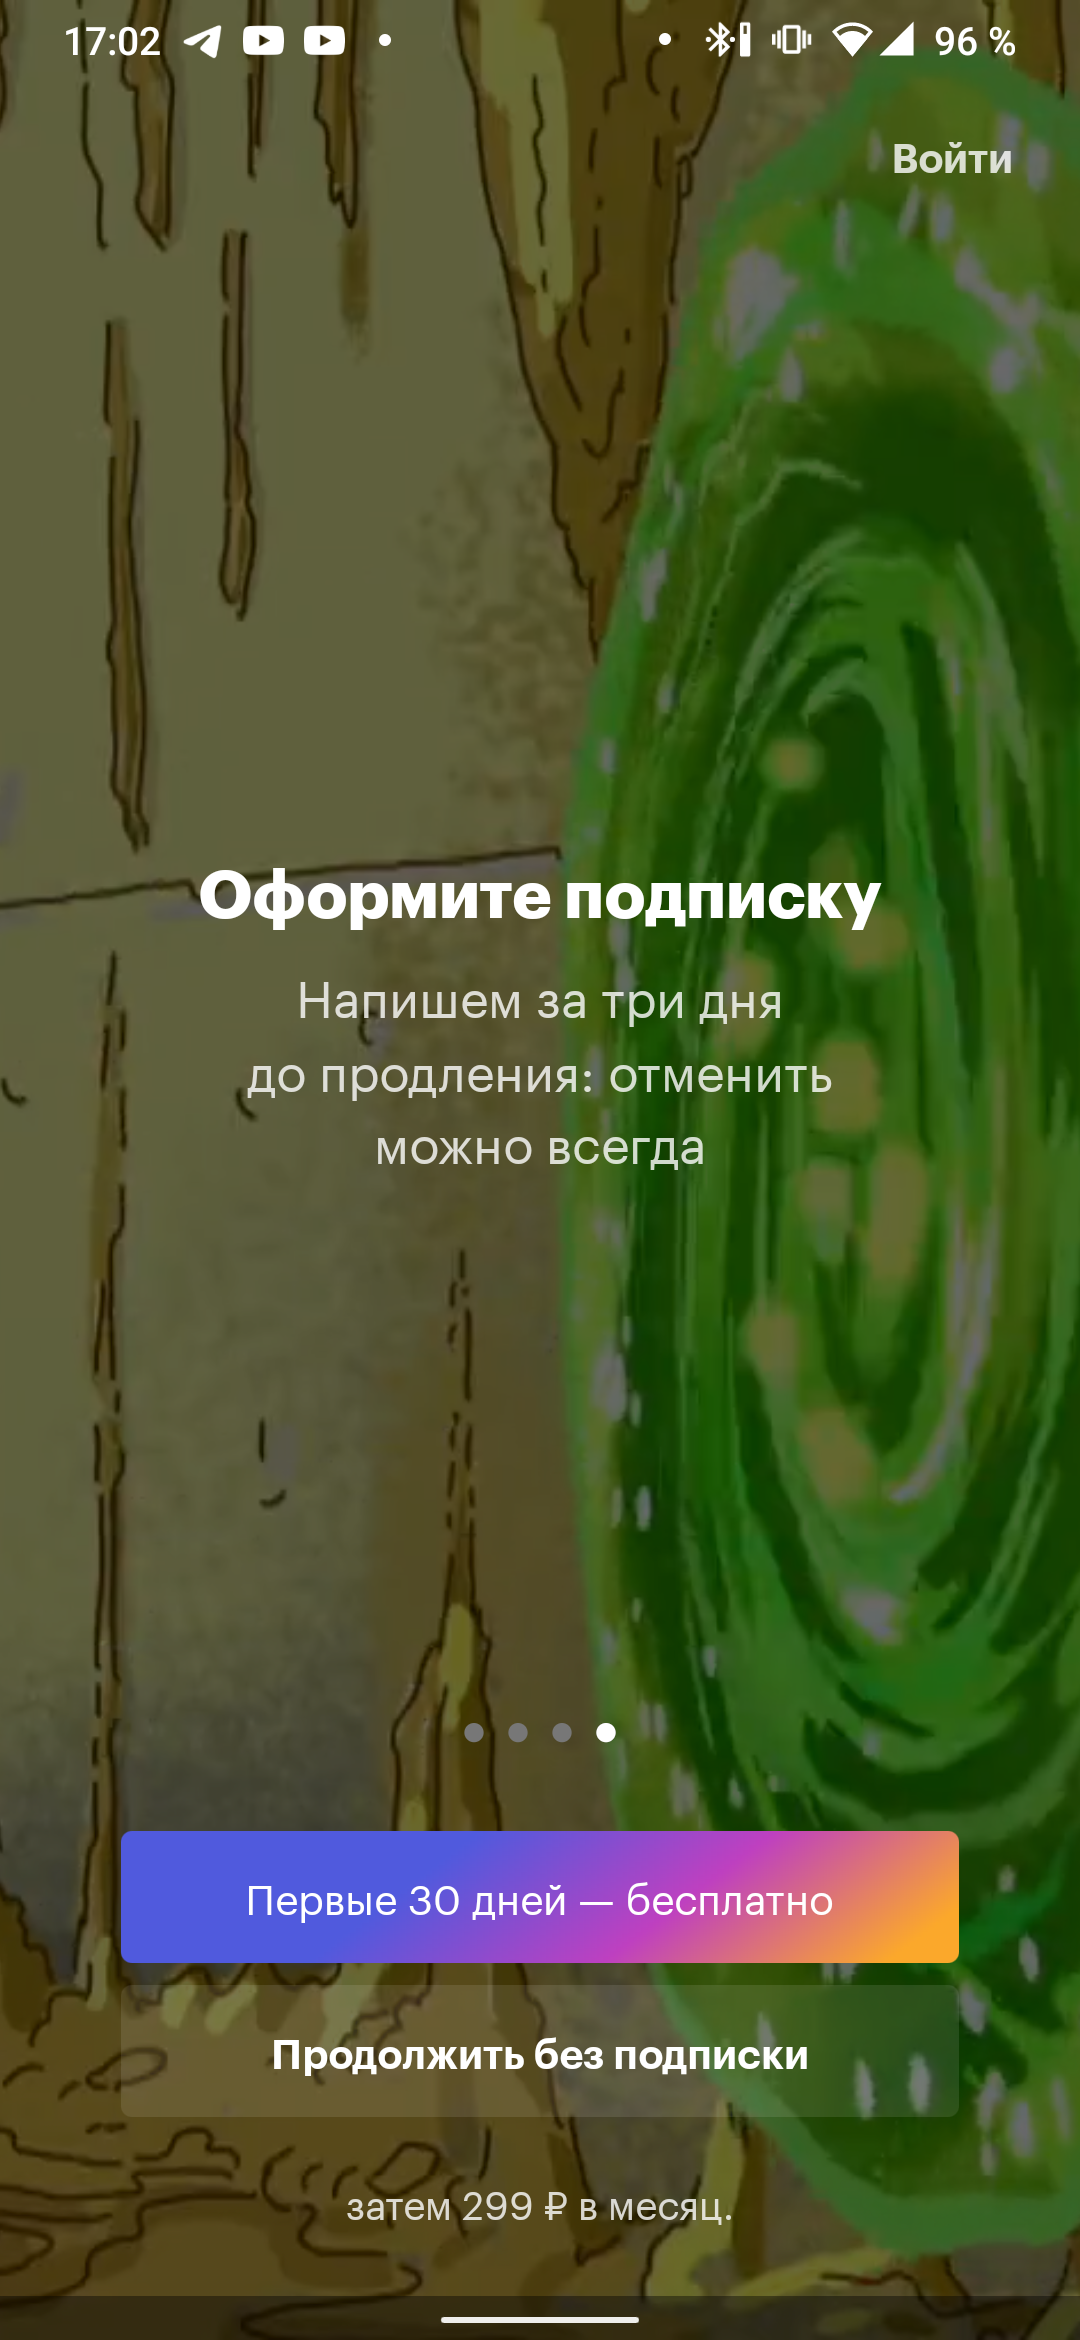 17:02
96 %
Войти
Оформите подписку
Напишем за три дня
до продления: отменить
можно всегда
Первые 30 дней — бесплатно
Продолжить без подписки
затем 299 ₽ в месяц.